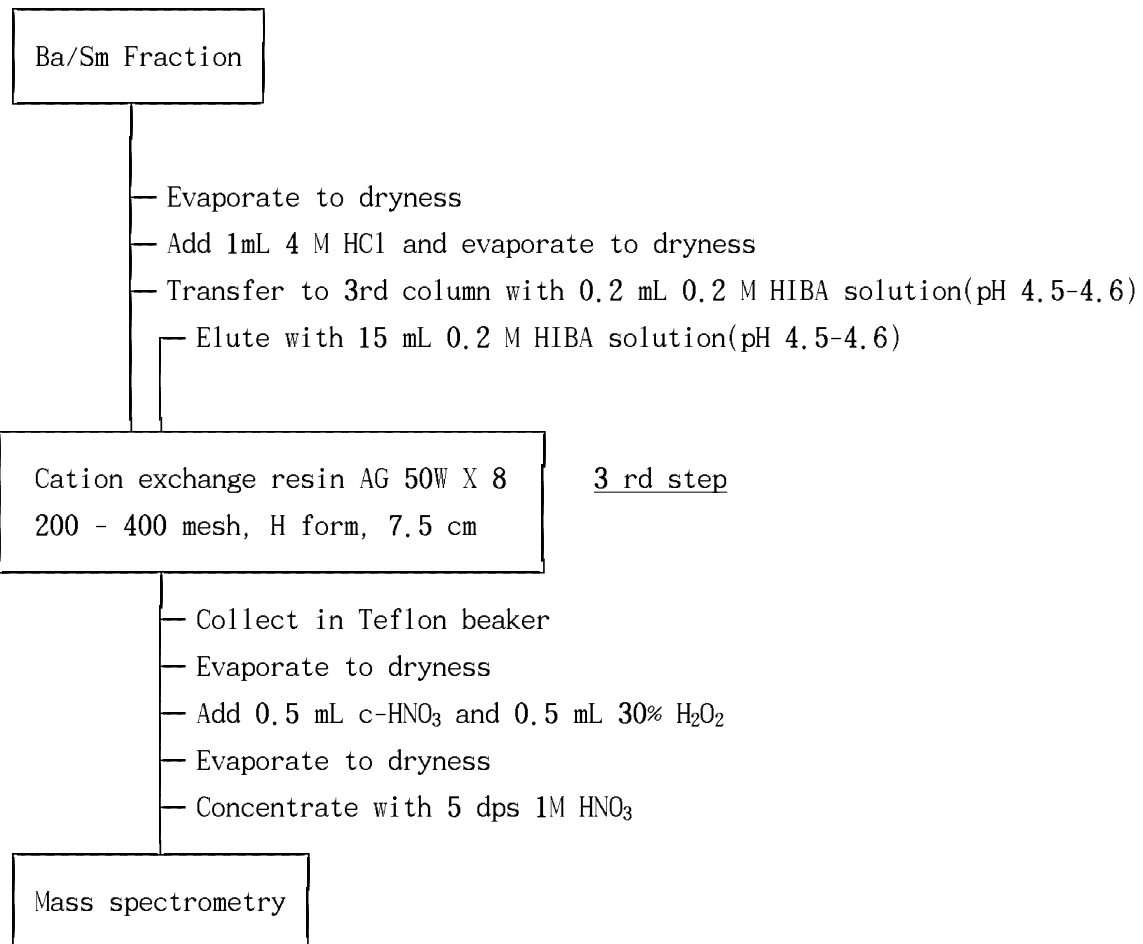 Ba/Sm Fraction
Evaporate to dryness
Add 1mL 4 M HCl and evaporate to dryness
Transfer to 3rd column with 0.2 mL 0.2 M HIBA solution(pH 4.5-4.6)
Elute with 15 mL 0.2 M HIBA solution(pH 4.5-4.6)
Cation exchange resin AG 50W X 8
200 - 400 mesh, H form, 7.5 cm
3 rd step
Collect in Teflon beaker
Evaporate to dryness
Add 0.5 mL c-HNO₃ and 0.5 mL 30% H₂O₂
Evaporate to dryness
Concentrate with 5 dps 1M HNO₃
Mass spectrometry